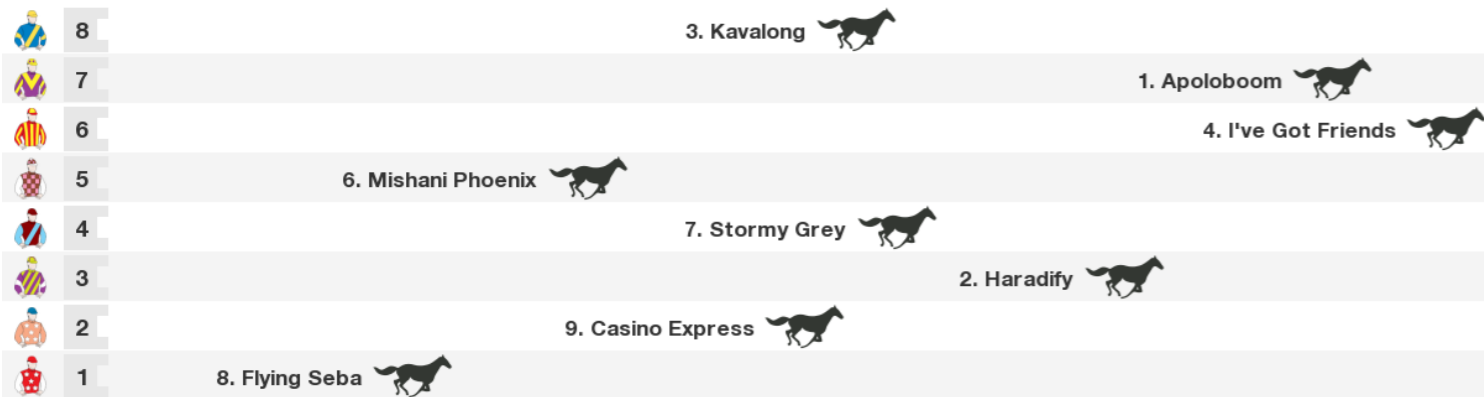 8 3. Kavalong
7 1. Apoloboom
6 4. I've Got Friends
5 6. Mishani Phoenix
4 7. Stormy Grey
3 2. Haradify
2 9. Casino Express
1 8. Flying Seba